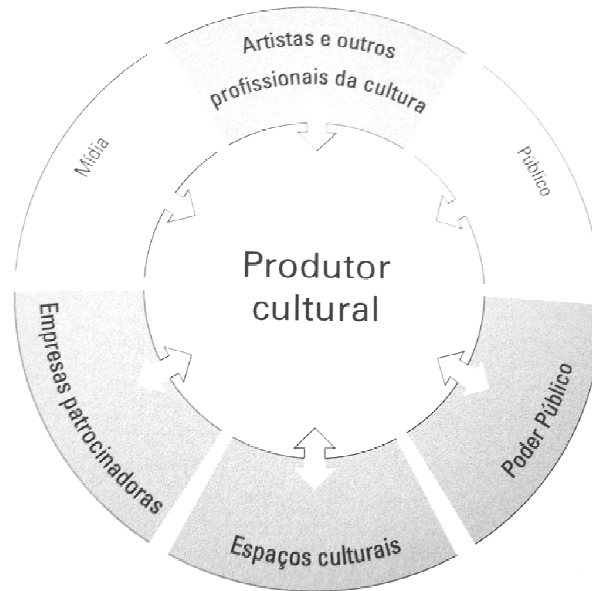 Artistas e outros
profissionais da cultura
Mídia
Público
Produtor
cultural
Empresas patrocinadoras
Poder Público
Espaços culturais